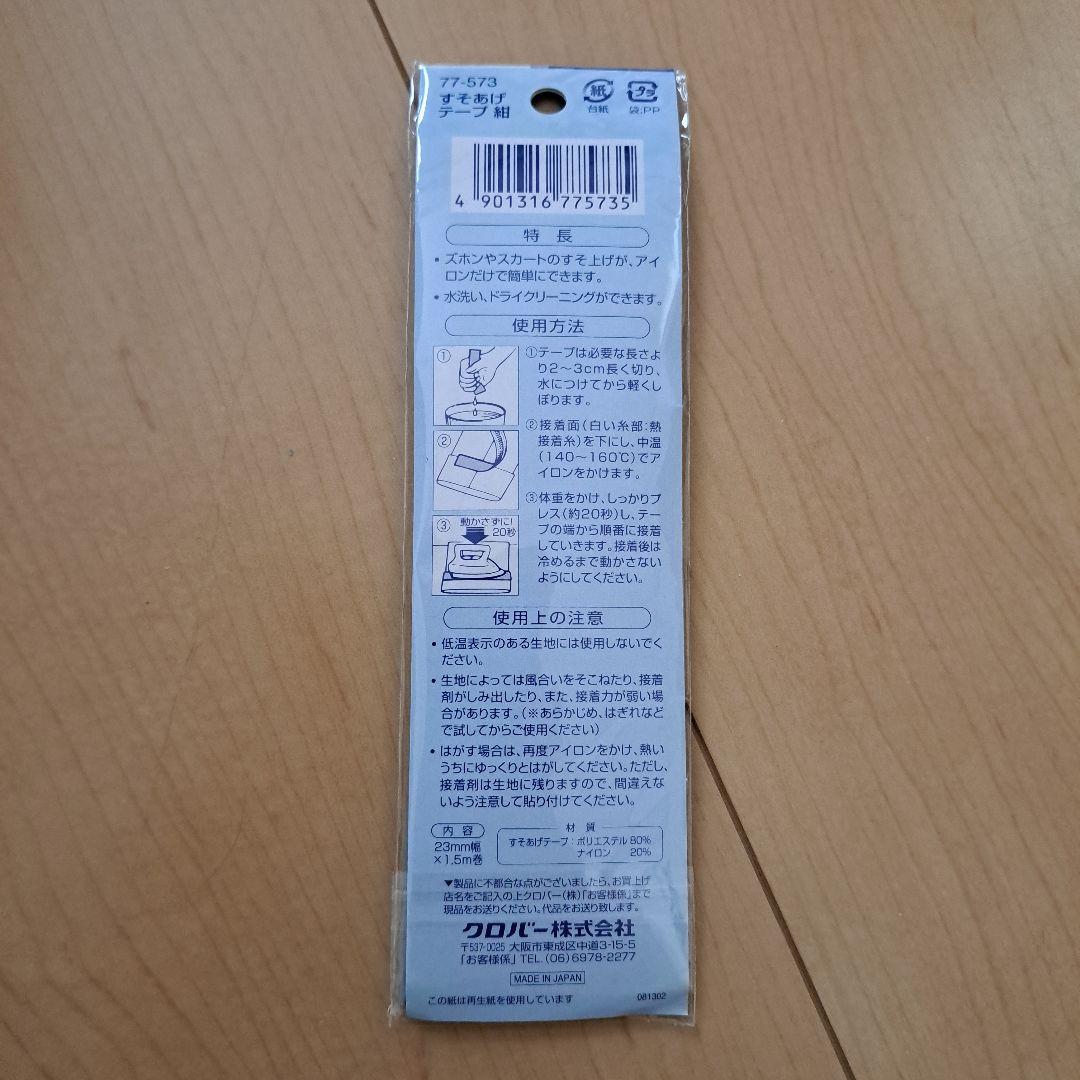 77-573
すそあげ
テープ 紺
紙
台紙
プラ
袋:PP
4 901316 775735
特 長
• ズボンやスカートのすそ上げが、アイ
ロンだけで簡単にできます。
• 水洗い、ドライクリーニングができます。
使用方法
①
①テープは必要な長さよ
り2〜3cm長く切り、
水につけてから軽くし
ぼります。
②
②接着面(白い糸部:熱
接着糸)を下にし、中温
(140〜160℃)でア
イロンをかけます。
③ 動かさずに!
20秒
③体重をかけ、しっかりプ
レス(約20秒)し、テー
プの端から順番に接着
していきます。接着後は
冷めるまで動かさない
ようにしてください。
使用上の注意
• 低温表示のある生地には使用しないでく
ださい。
• 生地によっては風合いをそこねたり、接着
剤がしみ出したり、また、接着力が弱い場
合があります。(※あらかじめ、はぎれなど
で試してからご使用ください)
• はがす場合は、再度アイロンをかけ、熱い
うちにゆっくりとはがしてください。ただし、
接着剤は生地に残りますので、間違えな
いよう注意して貼り付けてください。
内 容
23mm幅
×1.5m巻
材 質
すそあげテープ:ポリエステル 80%
ナイロン 20%
▼製品に不都合な点がございましたら、お買上げ
店名をご記入の上クロバー(株)「お客様係」まで
現品をお送りください。代品をお送り致します。
クロバー株式会社
〒537-0025 大阪市東成区中道3-15-5
「お客様係」TEL.(06)6978-2277
MADE IN JAPAN
この紙は再生紙を使用しています
081302